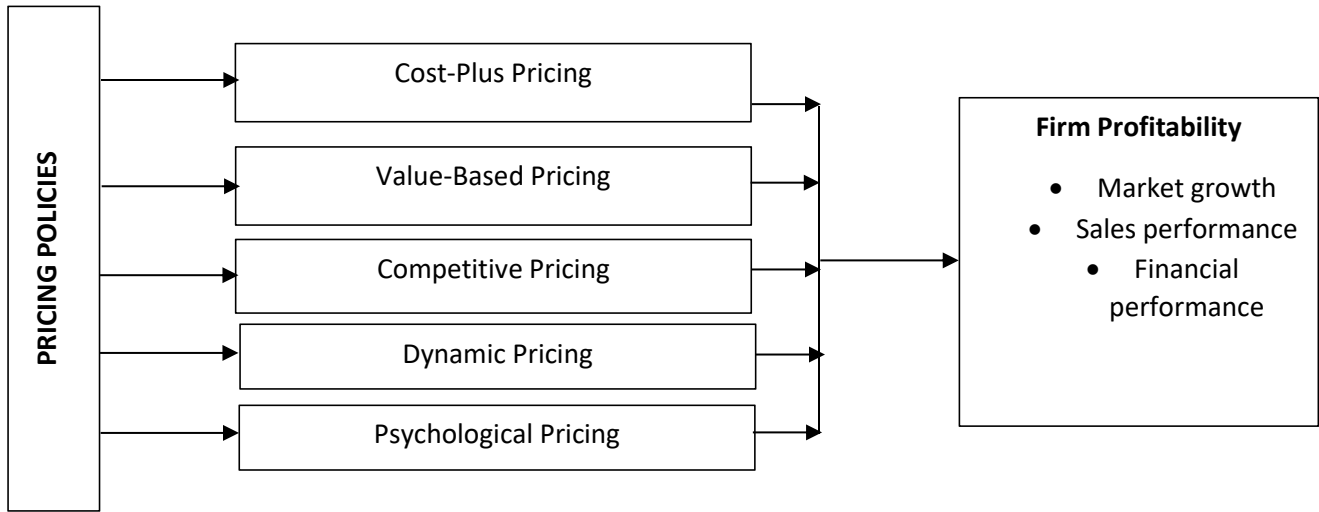 PRICING POLICIES
Cost-Plus Pricing
Value-Based Pricing
Competitive Pricing
Dynamic Pricing
Psychological Pricing
Firm Profitability
• Market growth
• Sales performance
• Financial
performance